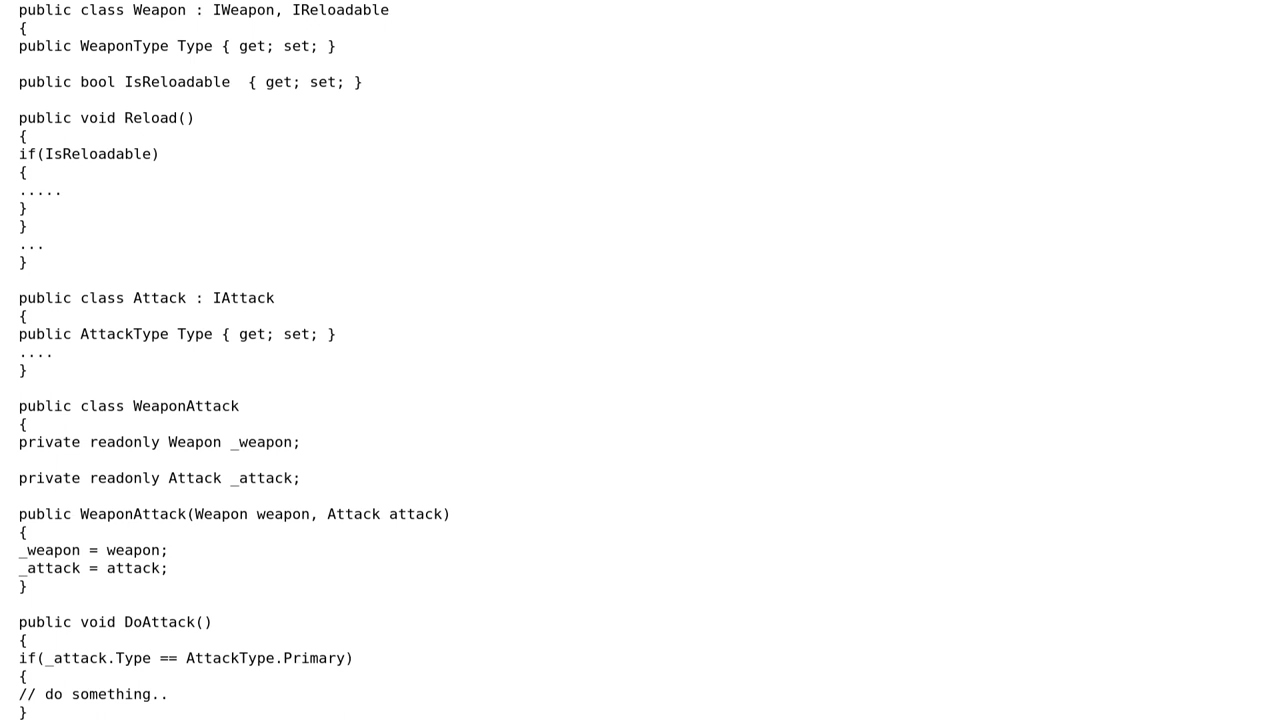 public class Weapon : IWeapon, IReloadable
{
public WeaponType Type { get; set; }

public bool IsReloadable  { get; set; }

public void Reload()
{
if(IsReloadable)
{
.....
}
}
...
}

public class Attack : IAttack
{
public AttackType Type { get; set; }
....
}

public class WeaponAttack
{
private readonly Weapon _weapon;

private readonly Attack _attack;

public WeaponAttack(Weapon weapon, Attack attack)
{
_weapon = weapon;
_attack = attack;
}

public void DoAttack()
{
if(_attack.Type == AttackType.Primary)
{
// do something..
}